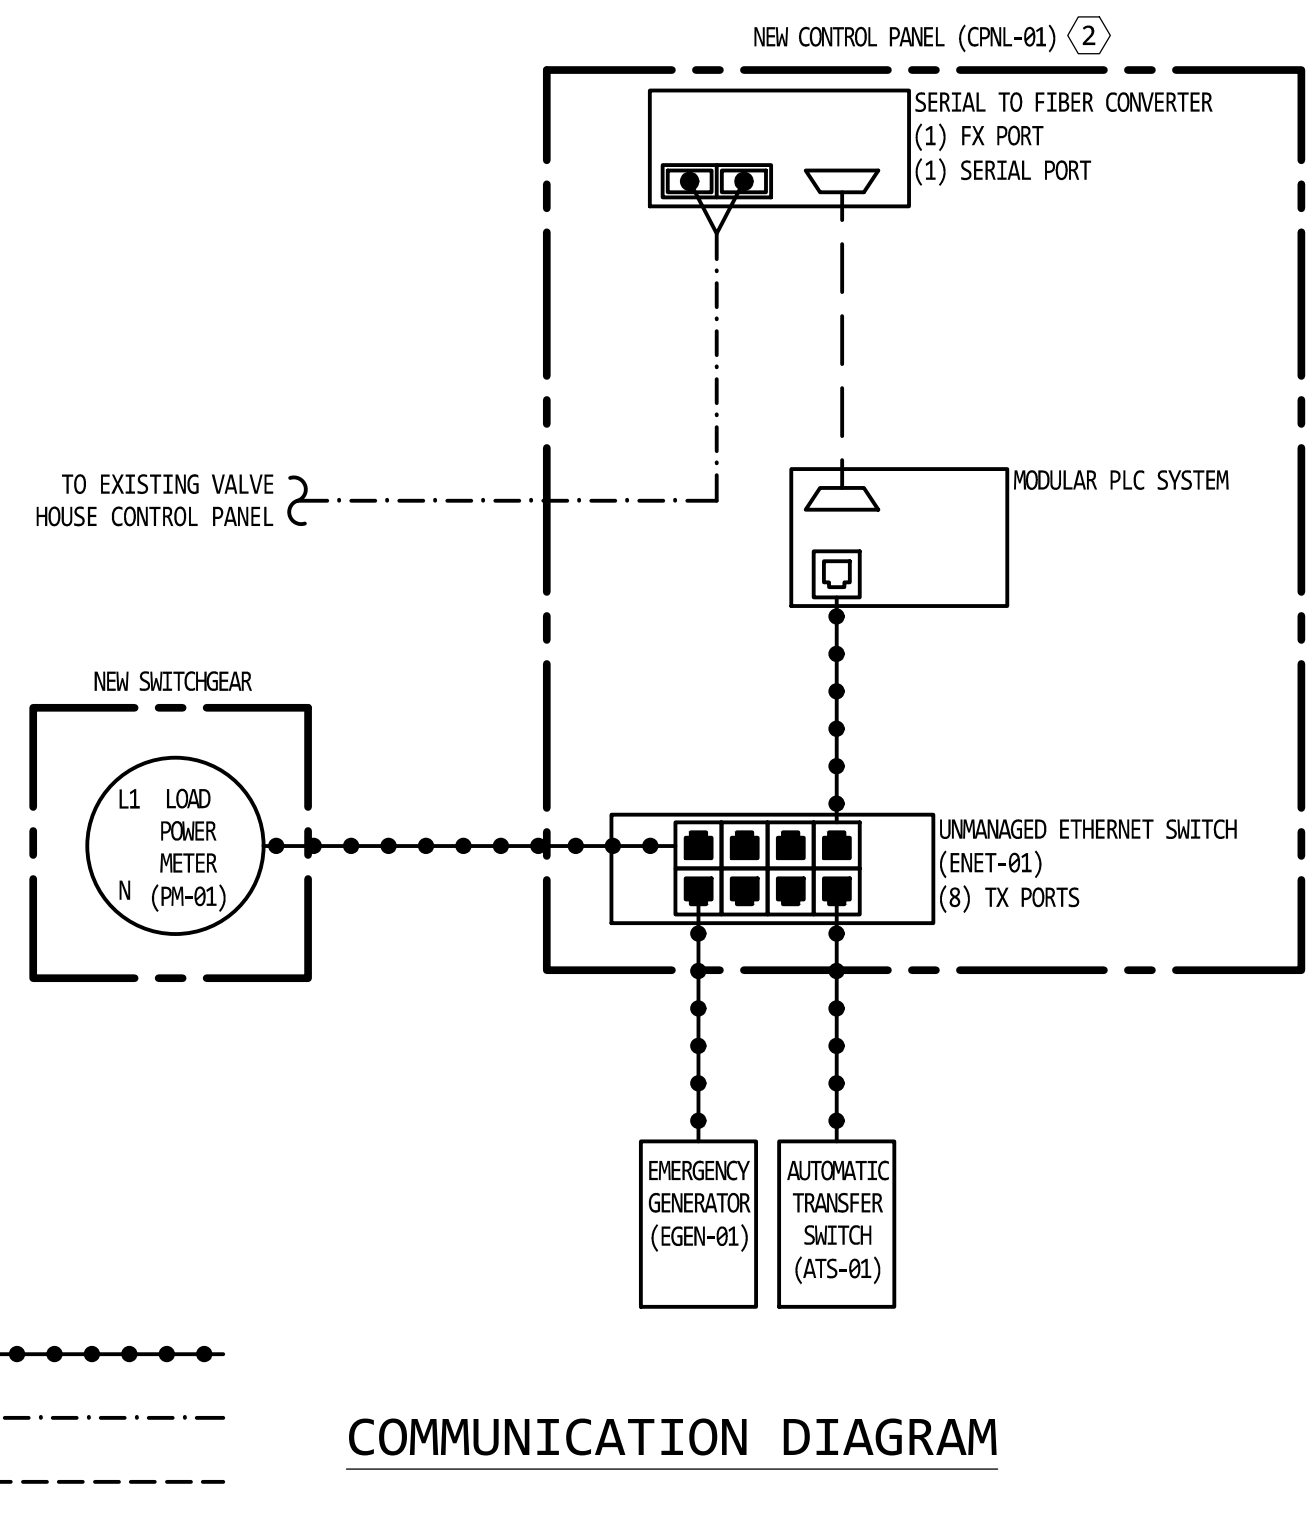 NEW CONTROL PANEL (CPNL-01) 2
SERIAL TO FIBER CONVERTER
(1) FX PORT
(1) SERIAL PORT
TO EXISTING VALVE
HOUSE CONTROL PANEL
MODULAR PLC SYSTEM
NEW SWITCHGEAR
L1 LOAD
POWER
METER
N (PM-01)
UNMANAGED ETHERNET SWITCH
(ENET-01)
(8) TX PORTS
EMERGENCY
GENERATOR
(EGEN-01)
AUTOMATIC
TRANSFER
SWITCH
(ATS-01)
COMMUNICATION DIAGRAM